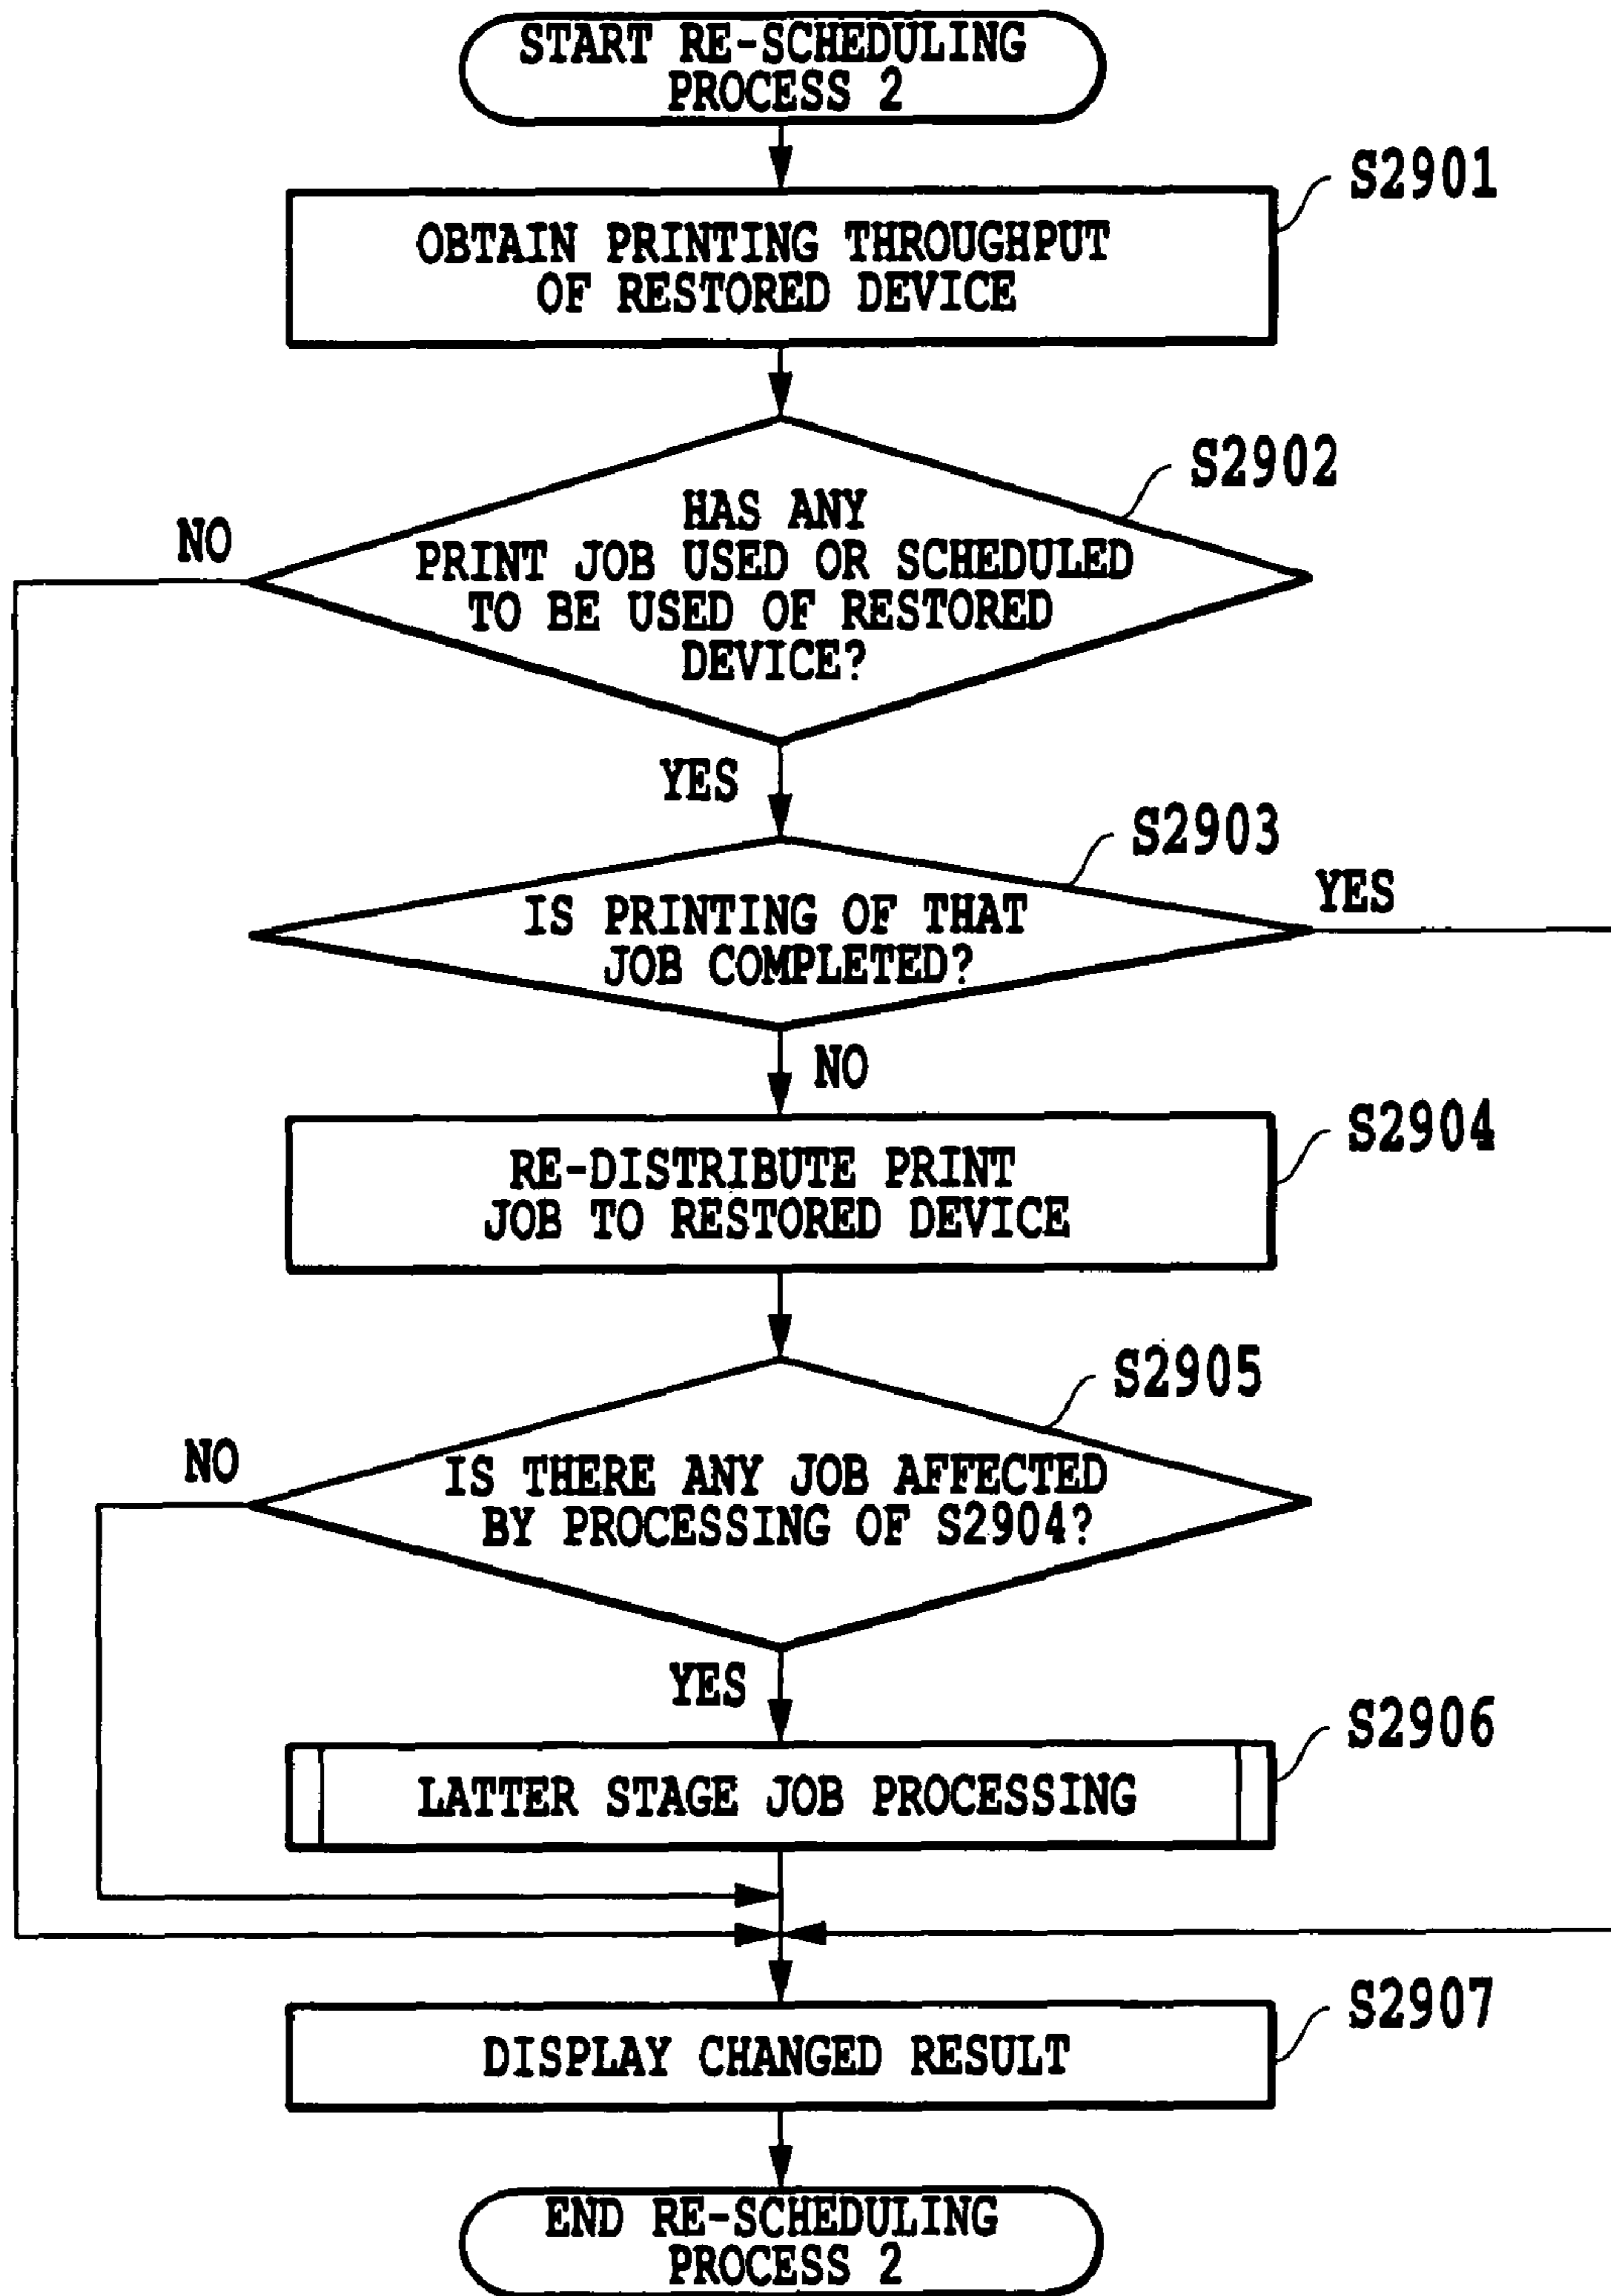 START RE-SCHEDULING
PROCESS 2
S2901
OBTAIN PRINTING THROUGHPUT
OF RESTORED DEVICE
S2902
NO
HAS ANY
PRINT JOB USED OR SCHEDULED
TO BE USED OF RESTORED
DEVICE?
YES
S2903
YES
IS PRINTING OF THAT
JOB COMPLETED?
NO
S2904
RE-DISTRIBUTE PRINT
JOB TO RESTORED DEVICE
S2905
NO
IS THERE ANY JOB AFFECTED
BY PROCESSING OF S2904?
YES
S2906
LATTER STAGE JOB PROCESSING
S2907
DISPLAY CHANGED RESULT
END RE-SCHEDULING
PROCESS 2